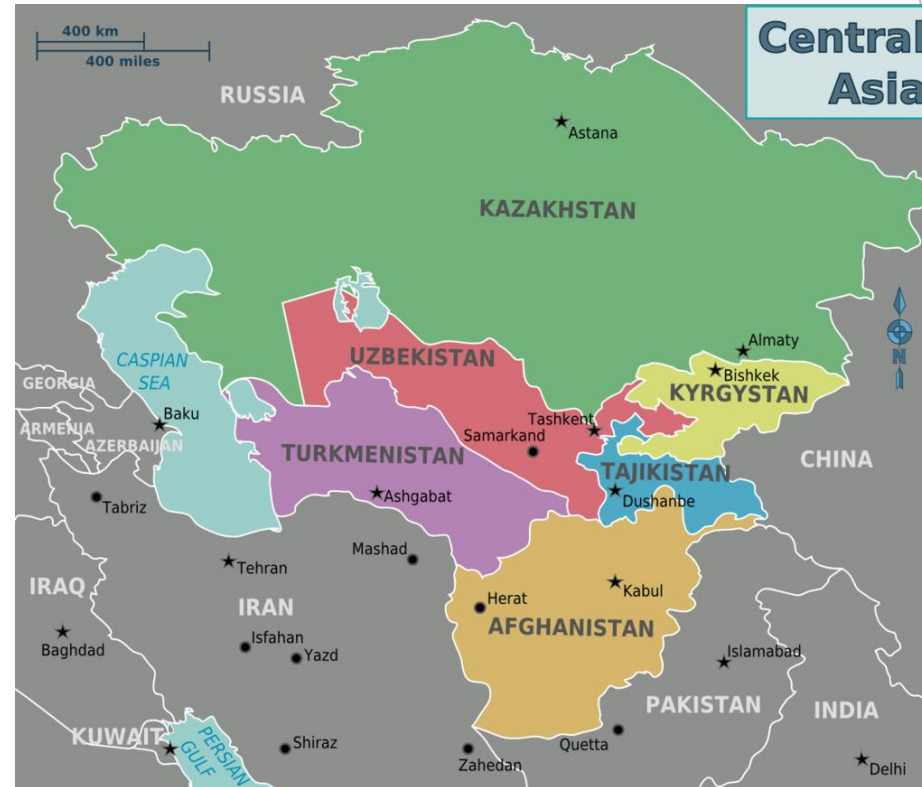 400 km
400 miles
Central
Asia
RUSSIA
Astana
KAZAKHSTAN
CASPIAN
SEA
UZBEKISTAN
Almaty
N
Bishkek
KYRGYSTAN
GEORGIA
Baku
ARMENIA
AZERBAIJAN
Tashkent
Samarkand
TURKMENISTAN
TAJIKISTAN
CHINA
Ashgabat
Dushanbe
Tabriz
Mashad
Tehran
IRAQ
IRAN
Herat
Kabul
AFGHANISTAN
Baghdad
Isfahan
Yazd
Islamabad
PAKISTAN
INDIA
KUWAIT
PERSIAN
GULF
Shiraz
Zahedan
Quetta
Delhi